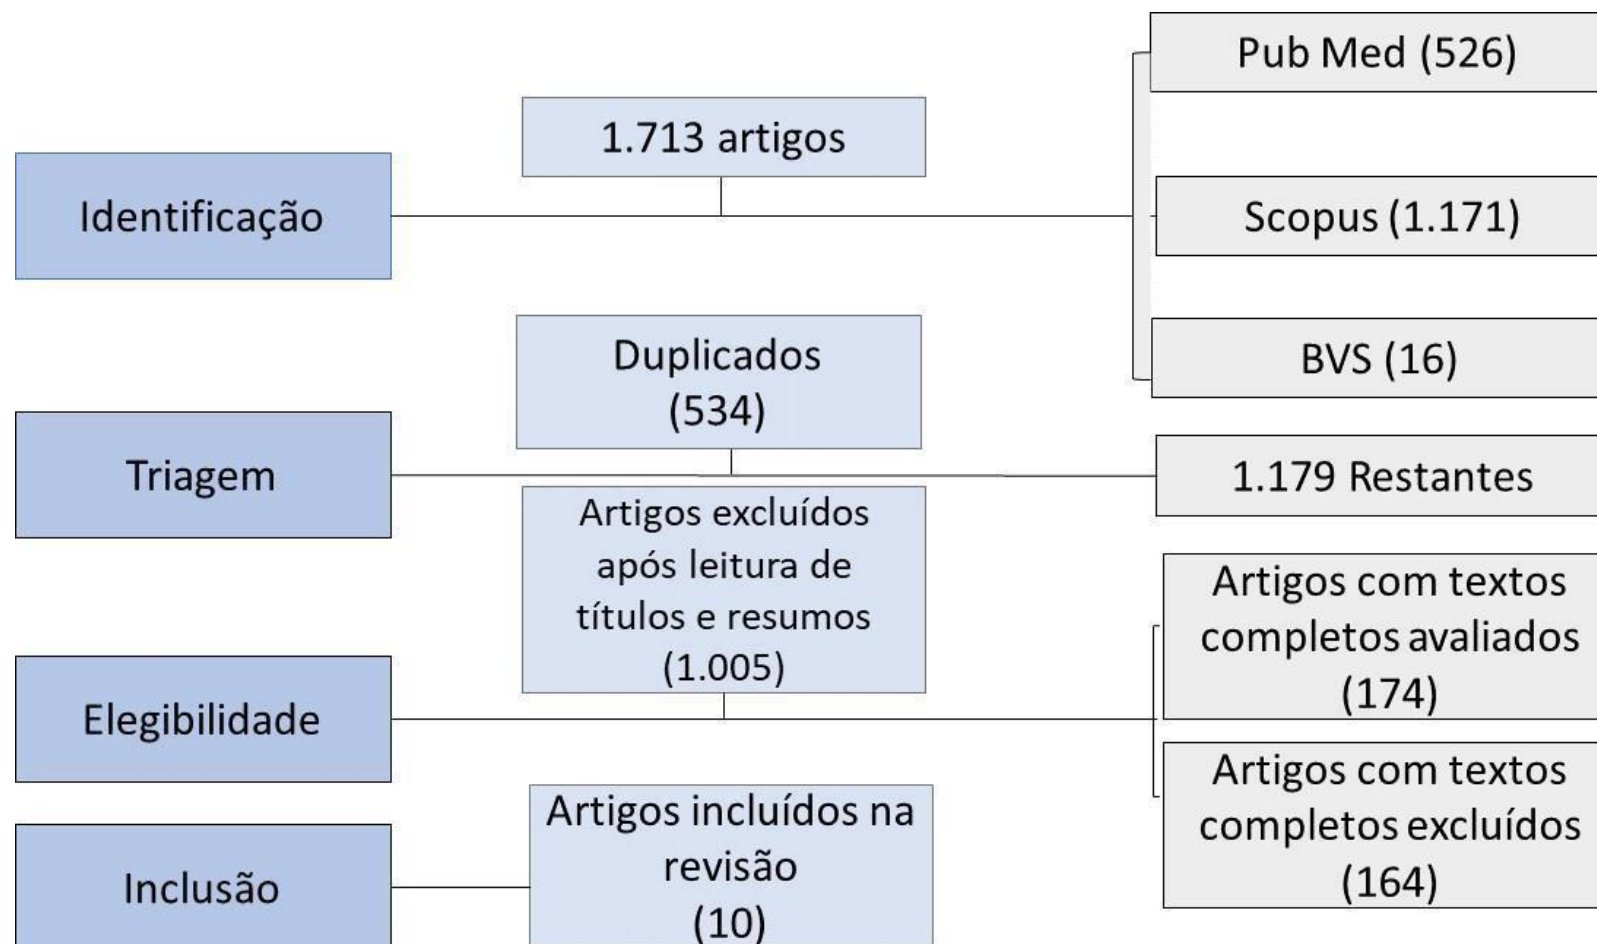 Identificação
1.713 artigos
Pub Med (526)
Scopus (1.171)
BVS (16)
Triagem
Duplicados
(534)
1.179 Restantes
Elegibilidade
Artigos excluídos
após leitura de
títulos e resumos
(1.005)
Artigos com textos
completos avaliados
(174)
Artigos com textos
completos excluídos
(164)
Inclusão
Artigos incluídos na
revisão
(10)